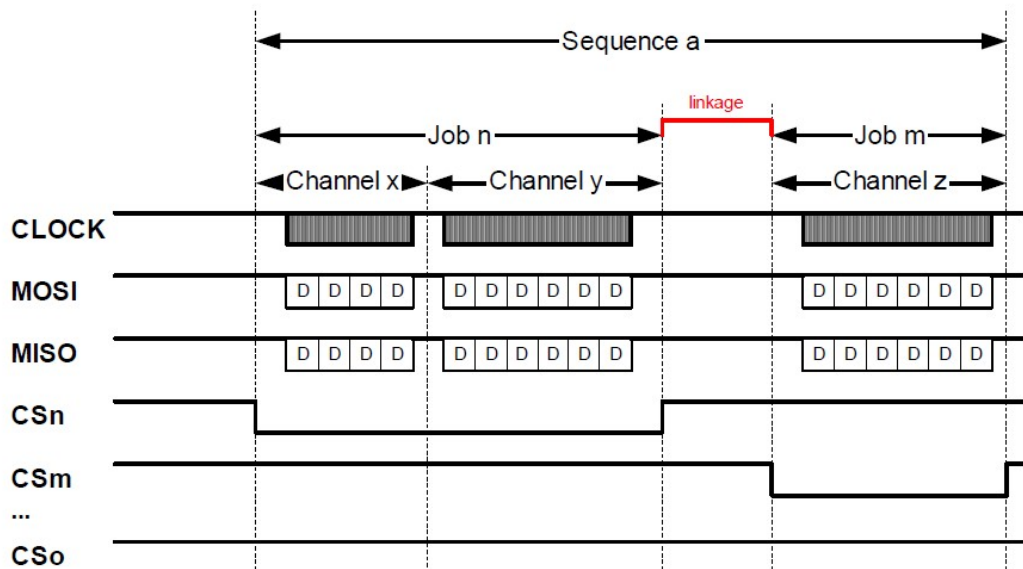 Sequence a
linkage
Job n
Job m
Channel x
Channel y
Channel z
CLOCK
MOSI
D D D D
D D D D D D
D D D D D D
MISO
D D D D
D D D D D D
D D D D D D
CSn
CSm
...
CSo